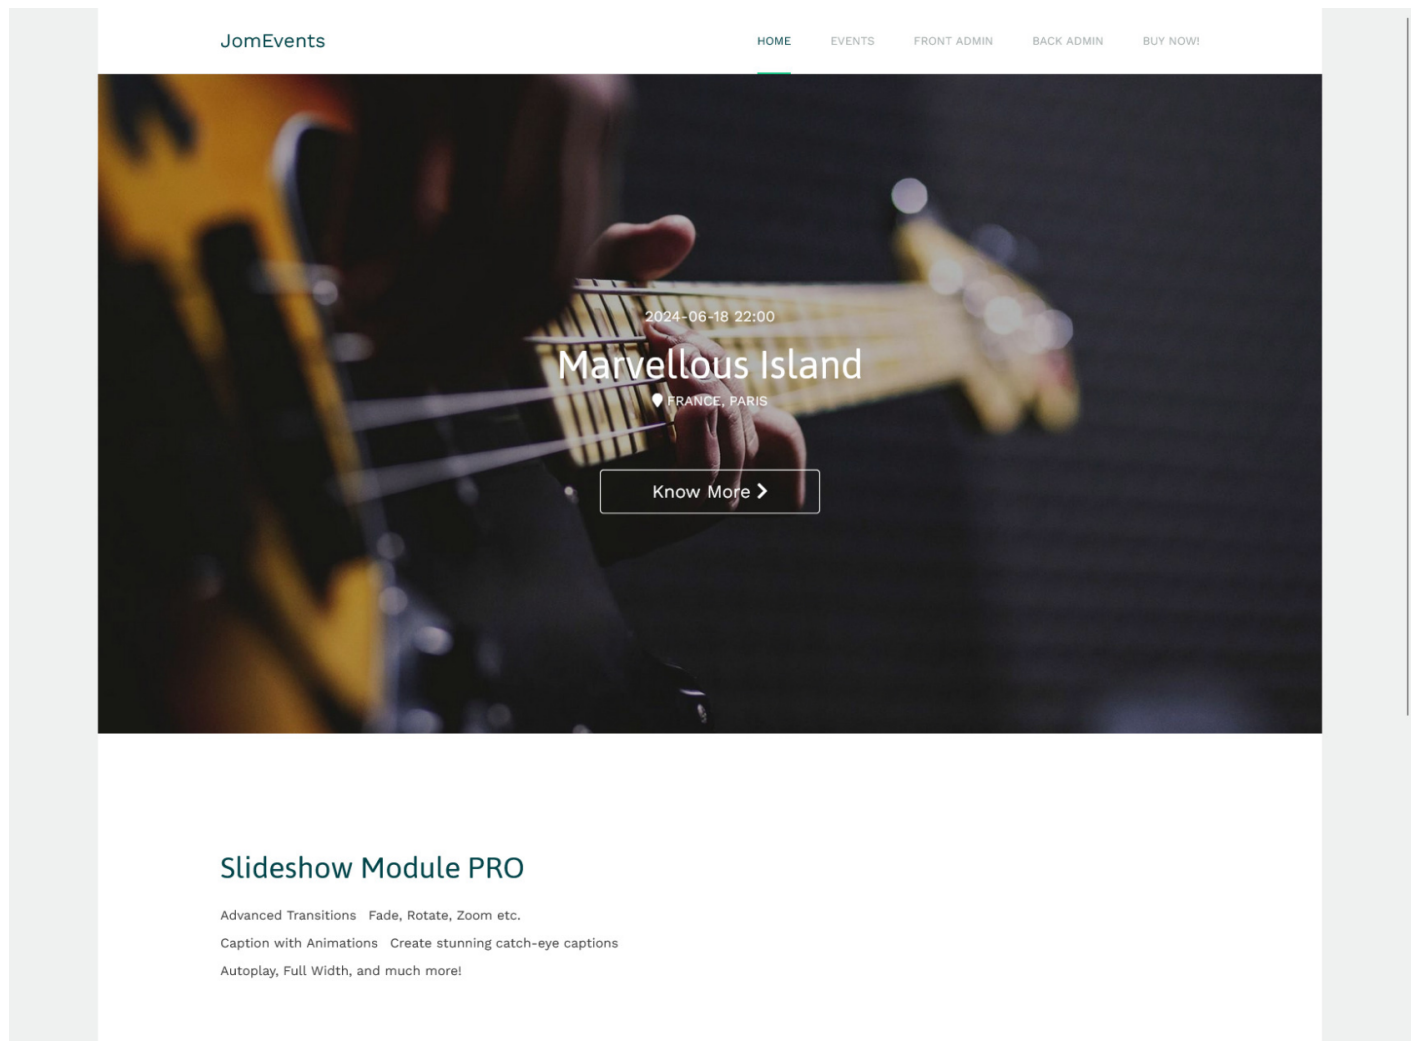 JomEvents
HOME EVENTS FRONT ADMIN BACK ADMIN BUY NOW!
2024-06-18 22:00
Marvellous Island
FRANCE, PARIS
Know More
Slideshow Module PRO
Advanced Transitions Fade, Rotate, Zoom etc.
Caption with Animations Create stunning catch-eye captions
Autoplay, Full Width, and much more!